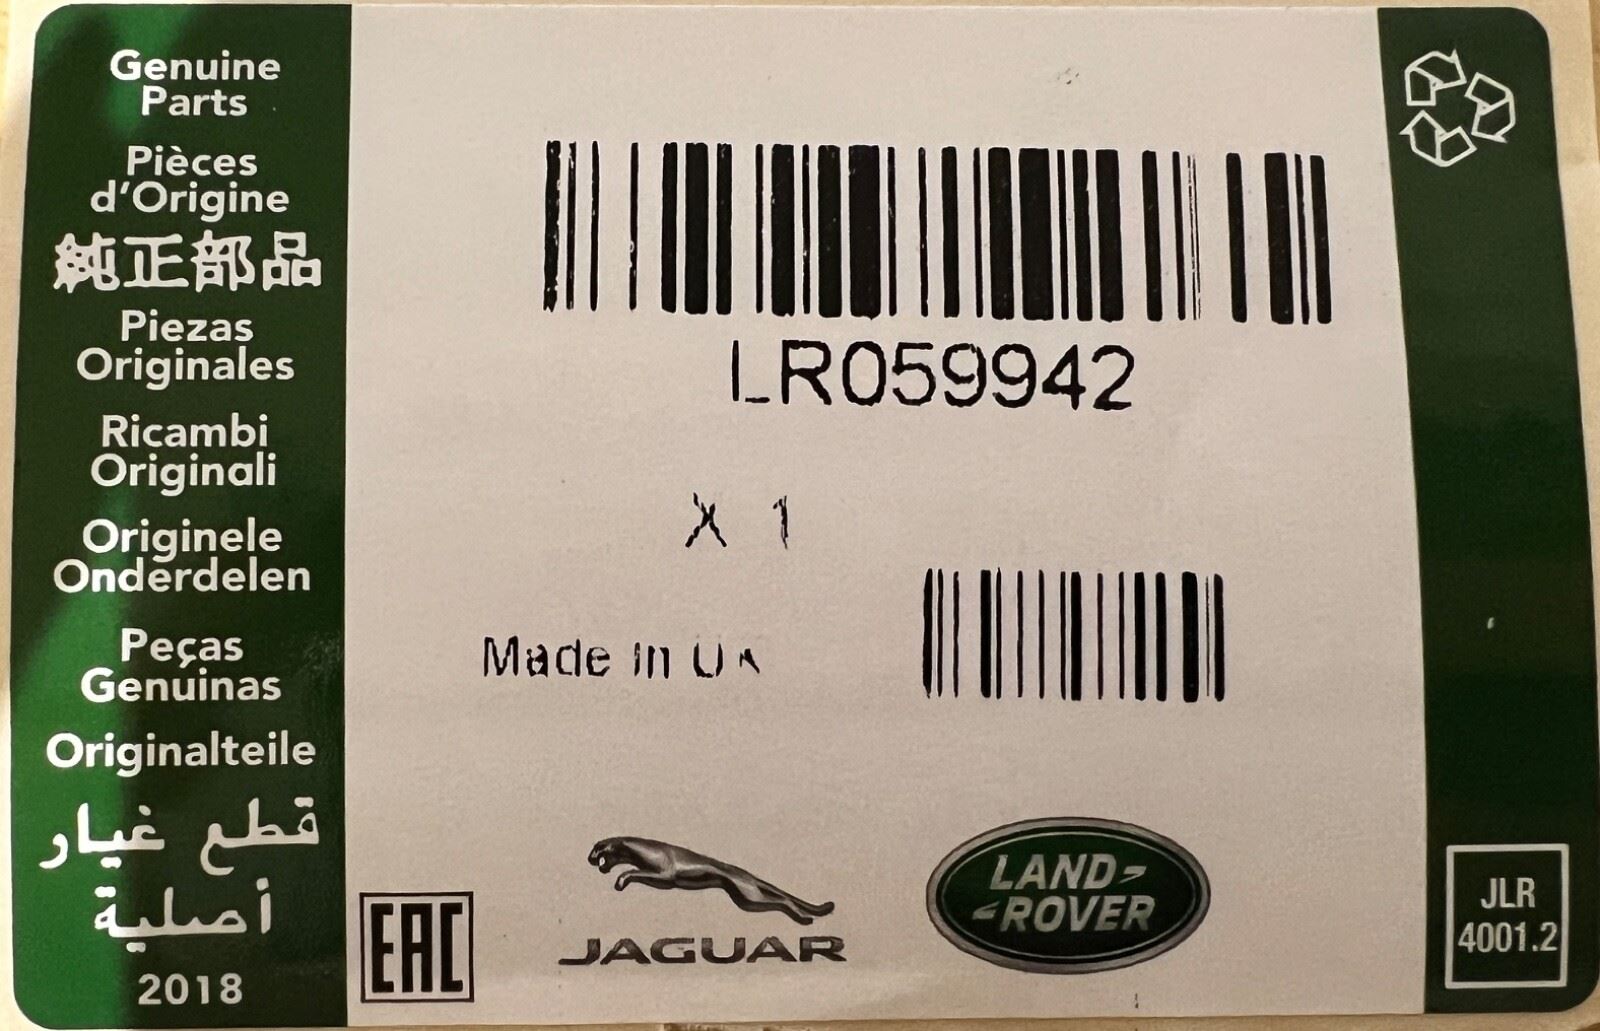 Genuine
Parts
Pièces
d'Origine
純正部品
Piezas
Originales
Ricambi
Originali
Originele
Onderdelen
Peças
Genuinas
Originalteile
قطع غيار
أصلية
2018
LR059942
X 1
Made in UK
EAC
JAGUAR
LAND
ROVER
JLR
4001.2